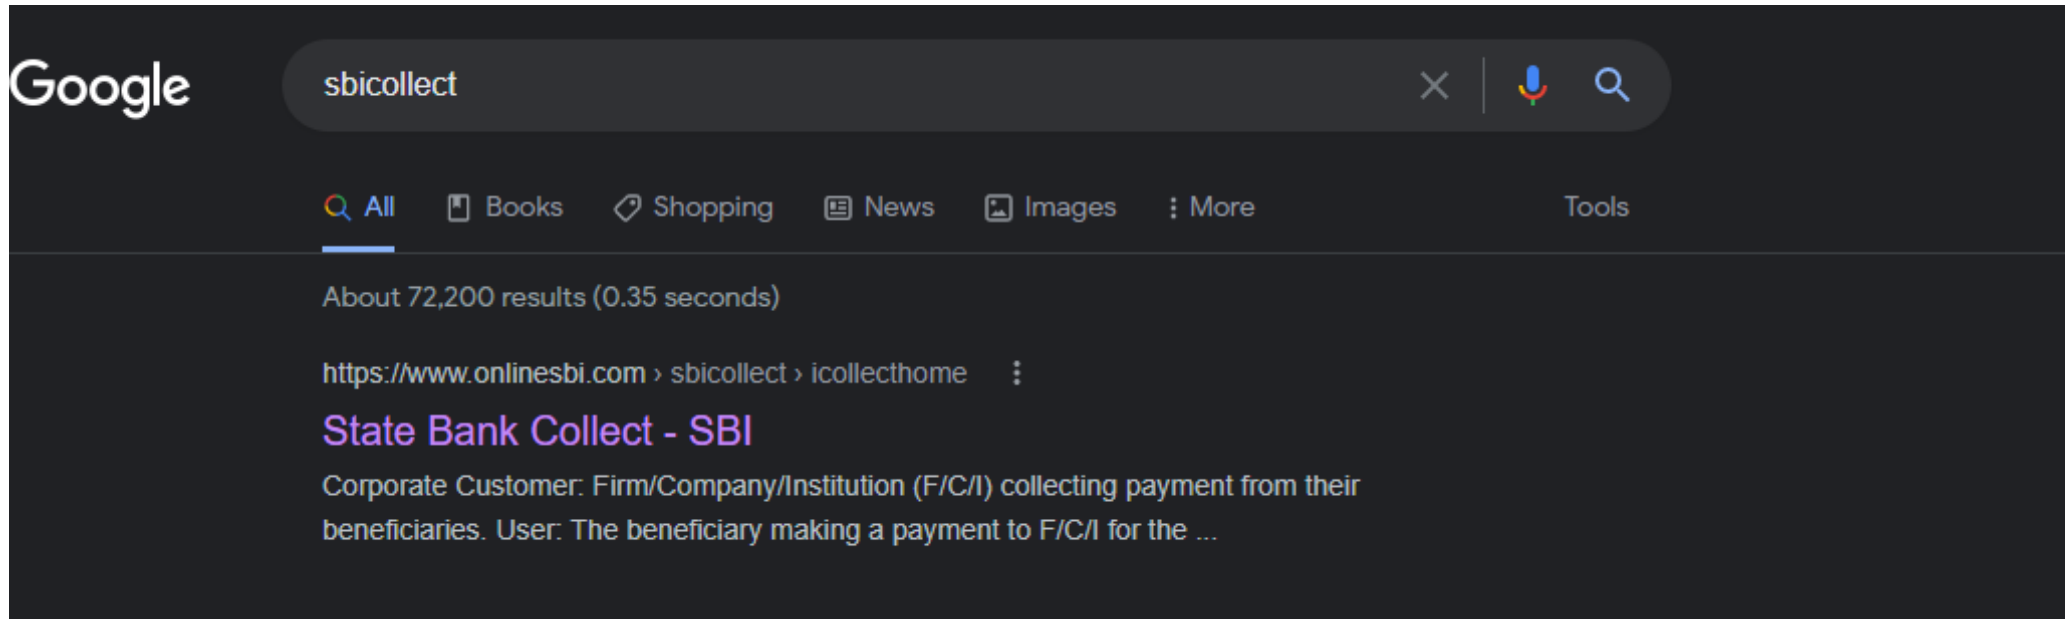 Google
sbicollect
All Books Shopping News Images More Tools
About 72,200 results (0.35 seconds)
https://www.onlinesbi.com › sbicollect › icollecthome
State Bank Collect - SBI
Corporate Customer: Firm/Company/Institution (F/C/I) collecting payment from their
beneficiaries. User: The beneficiary making a payment to F/C/I for the ...